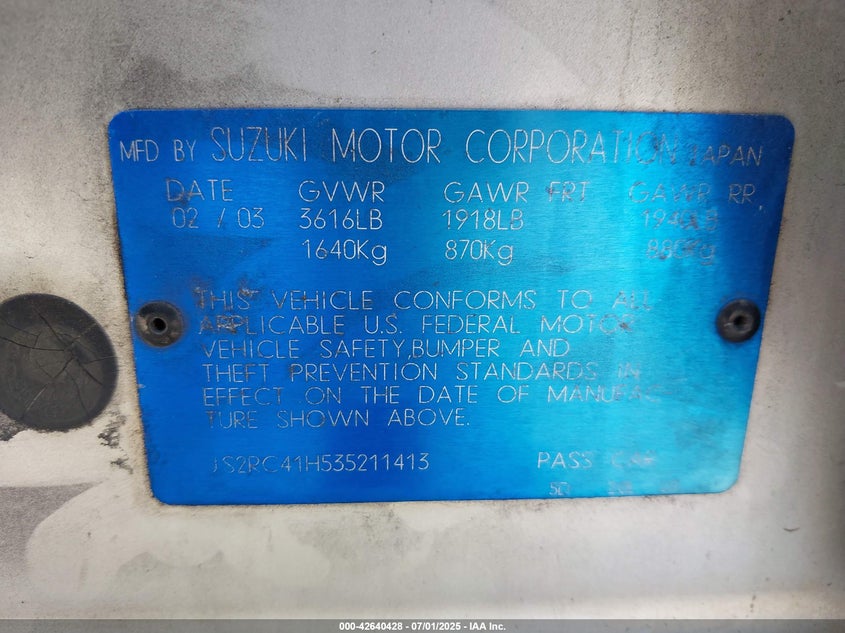 MFD BY SUZUKI MOTOR CORPORATION JAPAN
DATE GVWR GAWR FRT GAWR RR
02 / 03 3616LB 1918LB 1940LB
1640Kg 870Kg 880Kg
THIS VEHICLE CONFORMS TO ALL
APPLICABLE U.S. FEDERAL MOTOR
VEHICLE SAFETY,BUMPER AND
THEFT PREVENTION STANDARDS IN
EFFECT ON THE DATE OF MANUFAC
TURE SHOWN ABOVE.
JS2RC41H535211413 PASS CAR
000-42640428 - 07/01/2025 - IAA Inc.